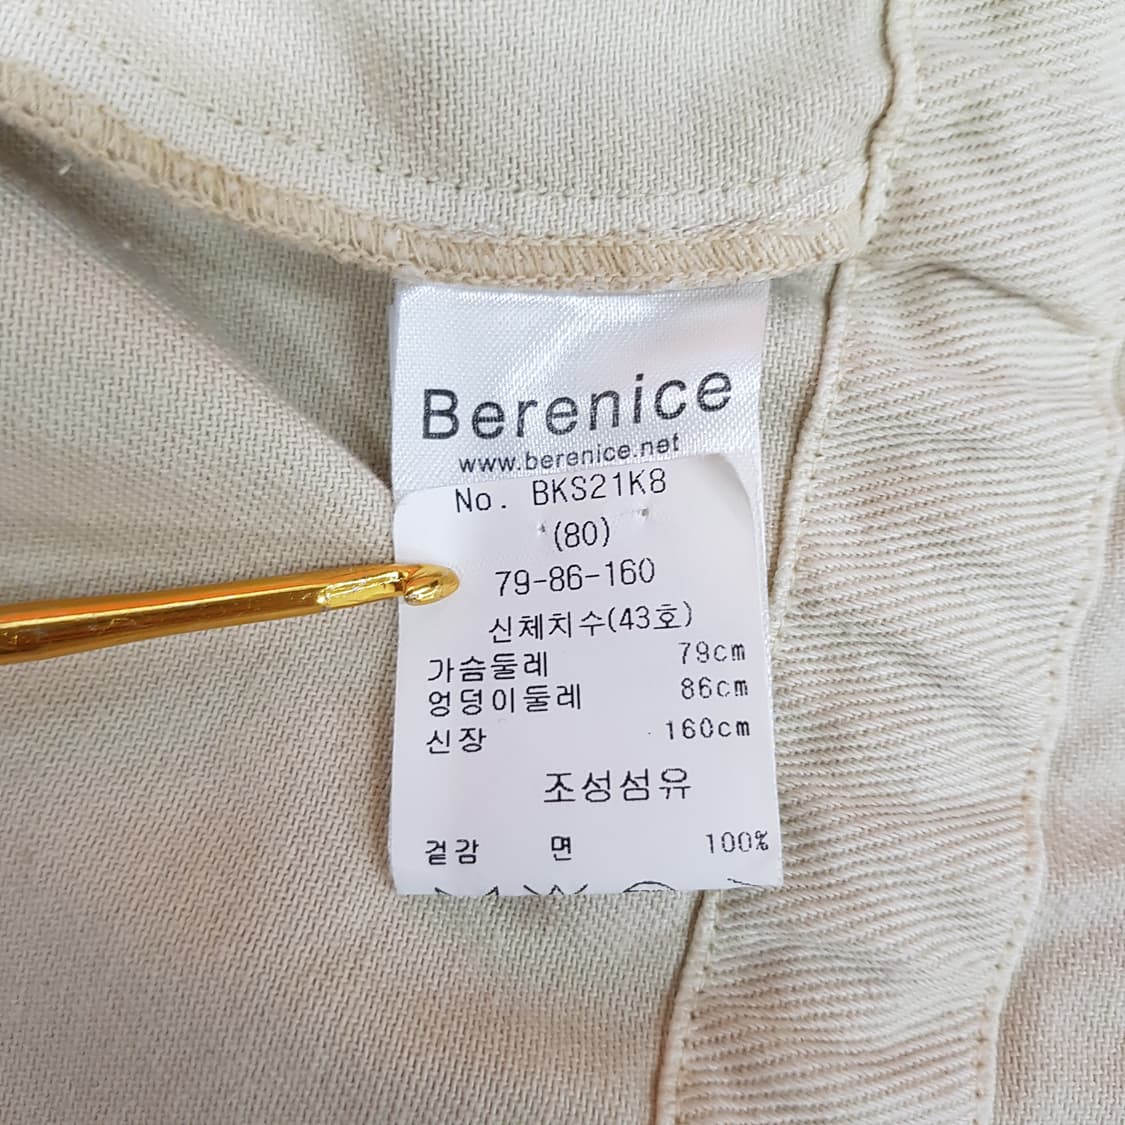 Berenice
www.berenice.net
No. BKS21K8
(80)
79-86-160
신체치수(43호)
가슴둘레 79cm
엉덩이둘레 86cm
신장 160cm
조성섬유
겉감 면 100%